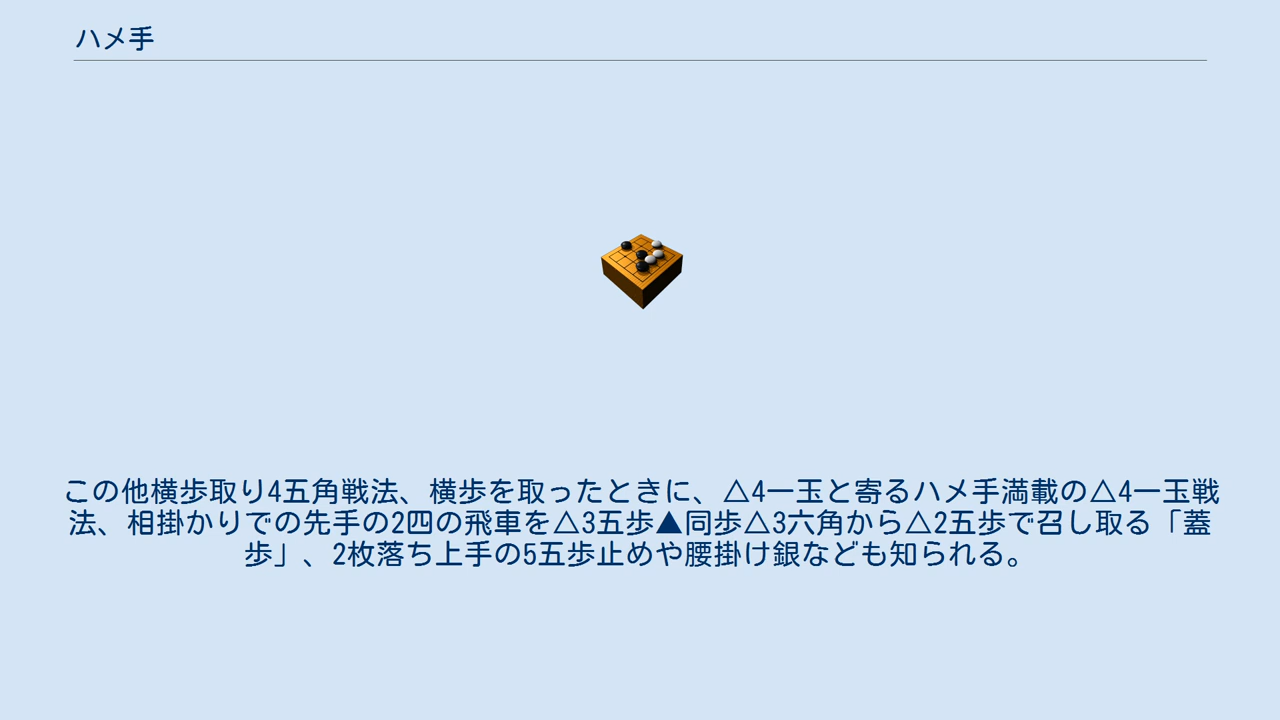 ハメ手
この他横歩取り4五角戦法、横歩を取ったときに、△4一玉と寄るハメ手満載の△4一玉戦
法、相掛かりでの先手の2四の飛車を△3五歩▲同歩△3六角から△2五歩で召し取る「蓋
歩」、2枚落ち上手の5五歩止めや腰掛け銀なども知られる。